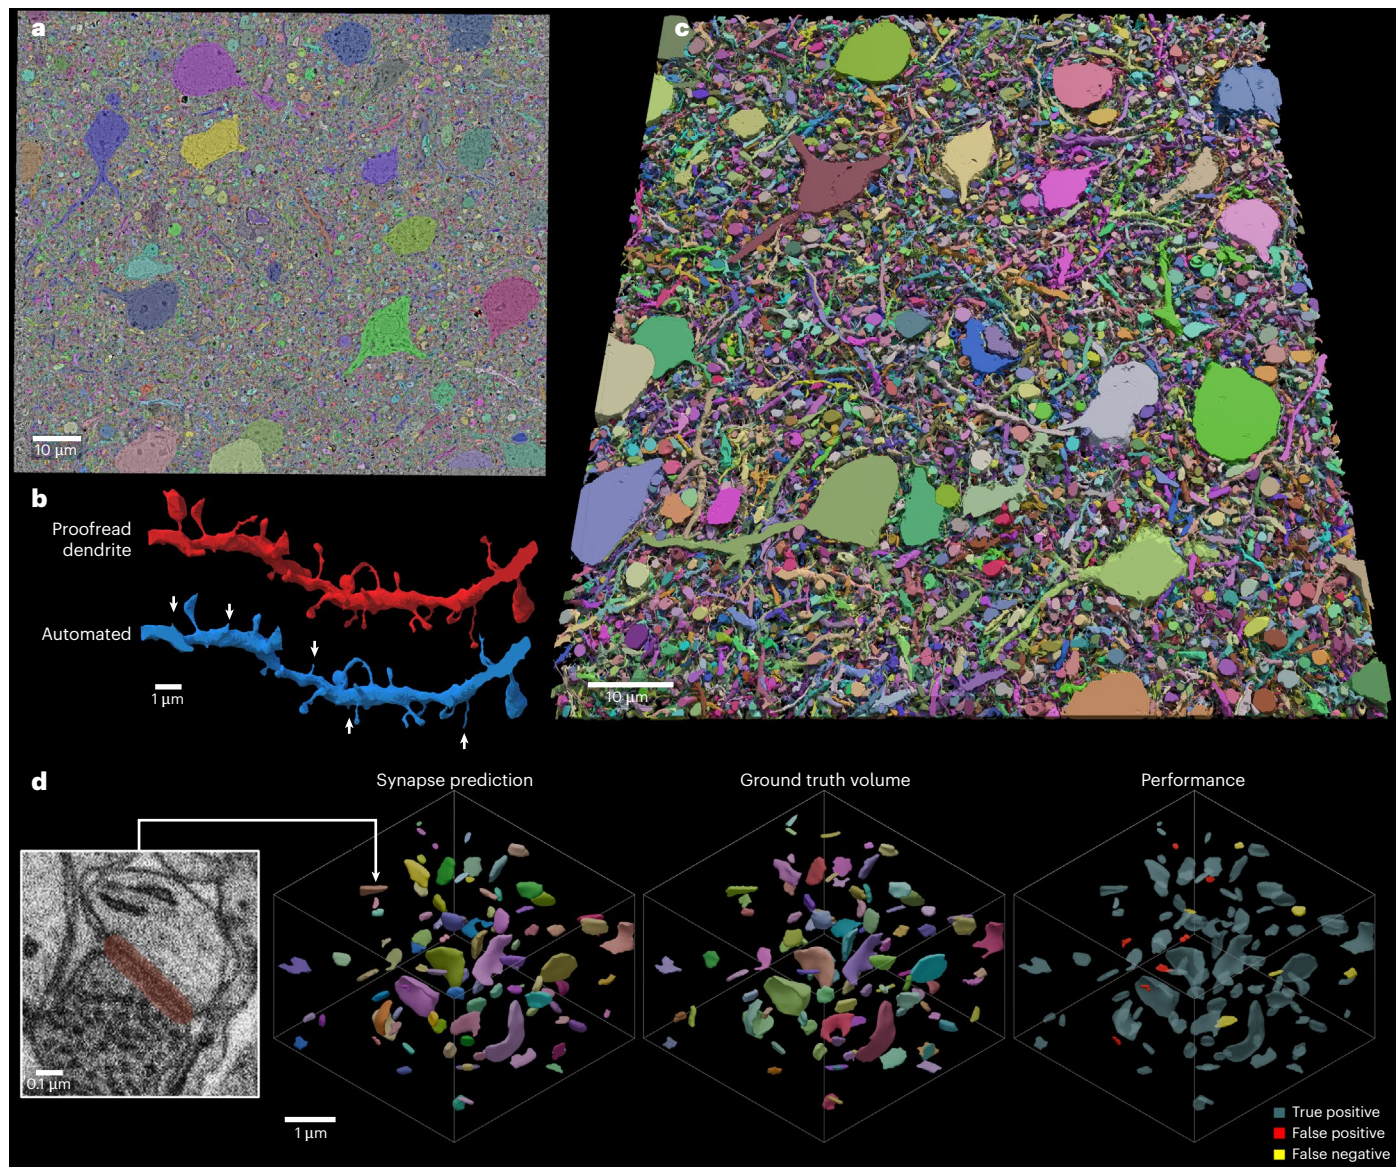 a
c
10 μm
b
Proofread
dendrite
Automated
1 μm
10 μm
d
Synapse prediction
Ground truth volume
Performance
0.1 μm
1 μm
True positive
False positive
False negative